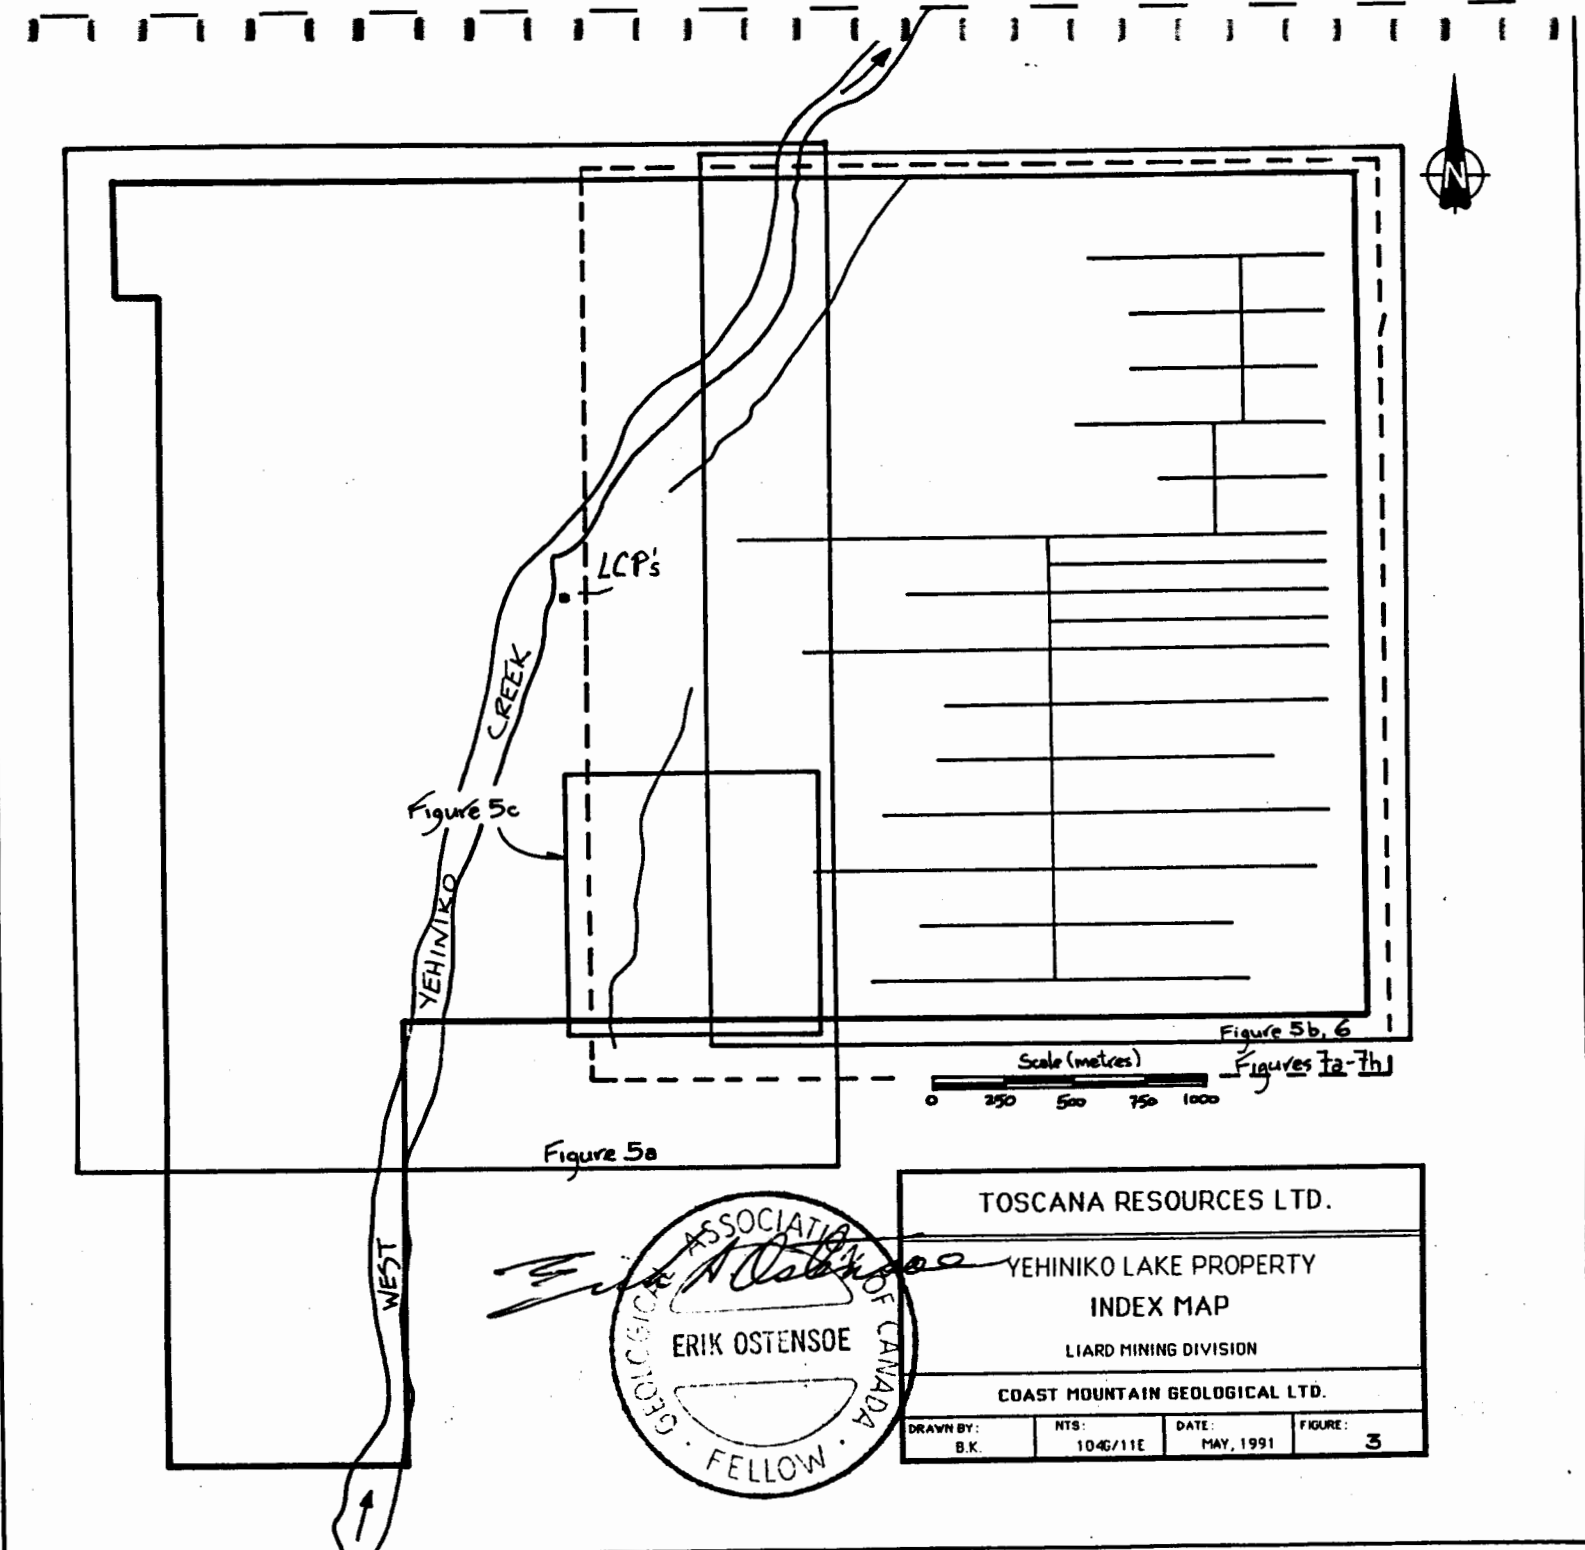 N
LCP's
CREEK
Figure 5c
YEHINIKO
Figure 5b, 6
Scale (metres)
0 250 500 750 1000
Figures 7a-7h
Figure 5a
WEST
GEOLOGICAL ASSOCIATION OF CANADA
ERIK OSTENSOE
· FELLOW ·
Erik A Ostensoe
TOSCANA RESOURCES LTD.
YEHINIKO LAKE PROPERTY
INDEX MAP
LIARD MINING DIVISION
COAST MOUNTAIN GEOLOGICAL LTD.
DRAWN BY: B.K.
NTS: 104G/11E
DATE: MAY, 1991
FIGURE: 3